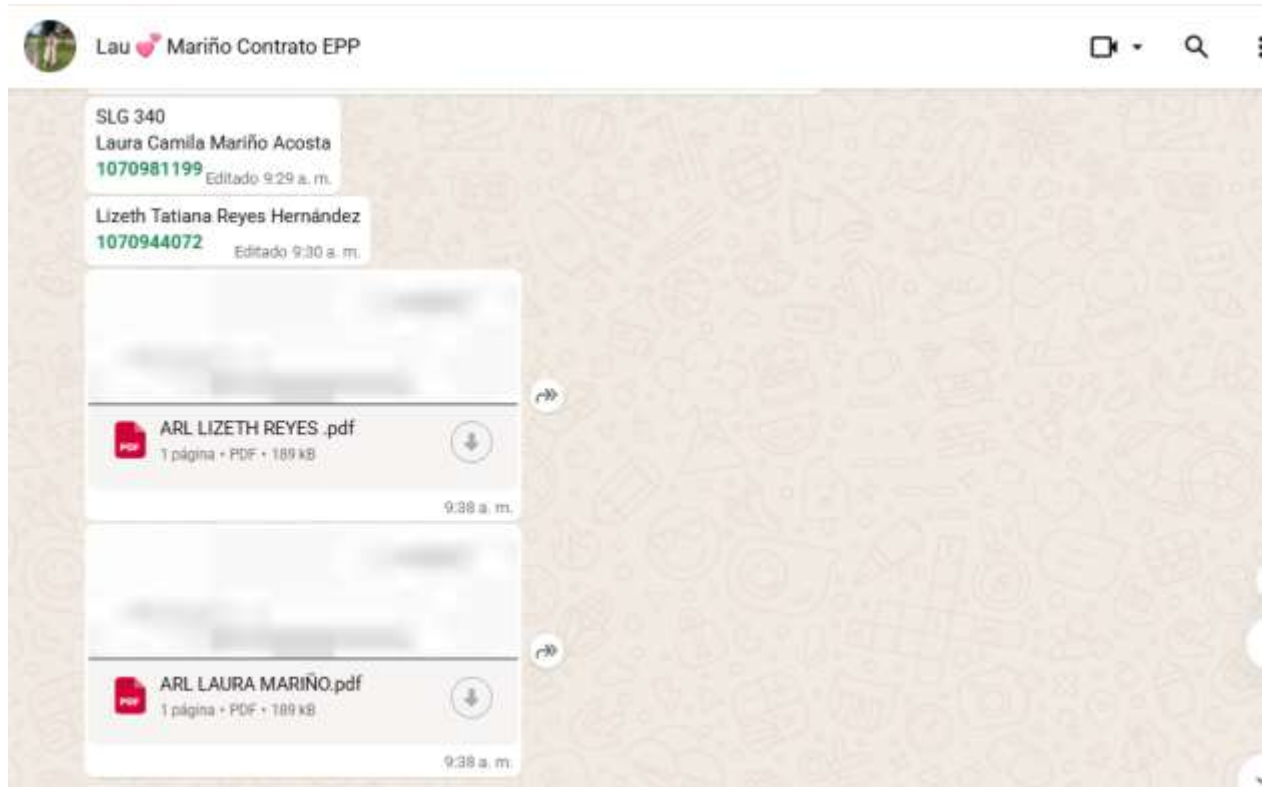 Lau 💕 Mariño Contrato EPP
SLG 340
Laura Camila Mariño Acosta
1070981199 Editado 9:29 a. m.
Lizeth Tatiana Reyes Hernández
1070944072 Editado 9:30 a. m.
PDF
ARL LIZETH REYES .pdf
1 página • PDF • 189 kB
9:38 a. m.
PDF
ARL LAURA MARIÑO.pdf
1 página • PDF • 189 kB
9:38 a. m.